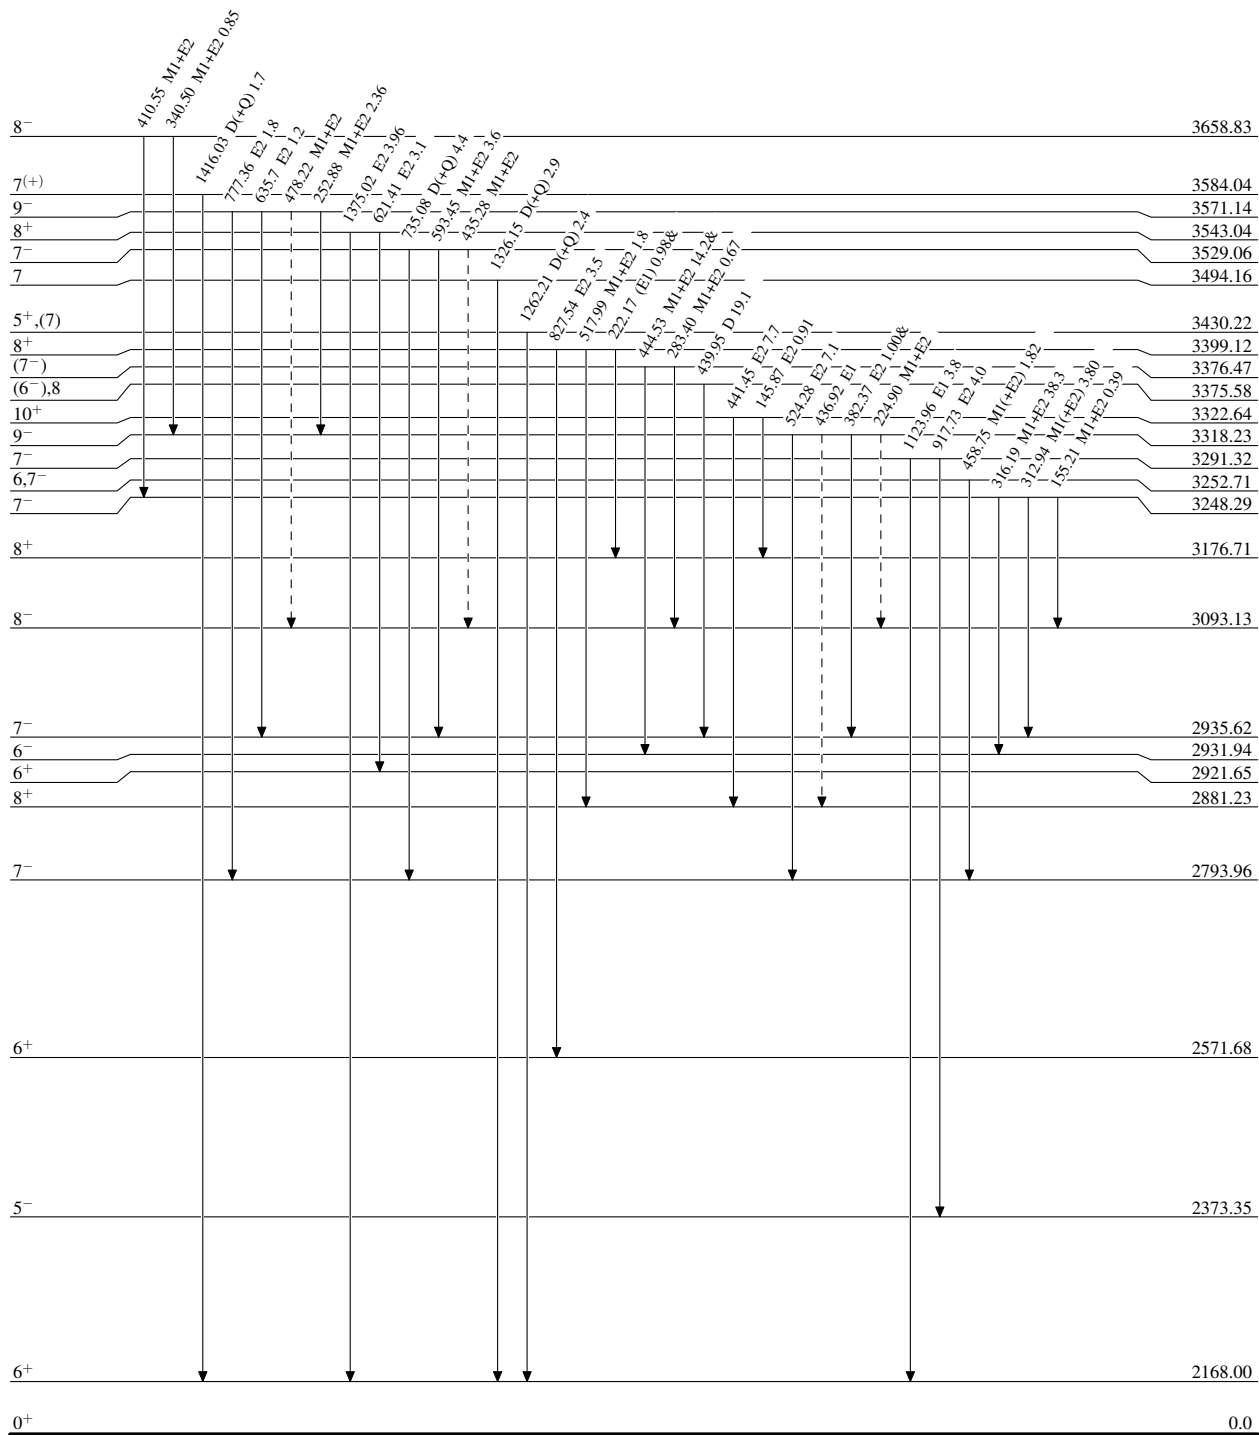 410.55 M1+E2
340.50 M1+E2 0.85
1416.03 D(+Q) 1.7
777.36 E2 1.8
635.7 E2 1.2
478.22 M1+E2
252.88 M1+E2 2.36
1375.02 E2 3.96
621.41 E2 3.1
735.08 D(+Q) 4.4
593.45 M1+E2 3.6
435.28 M1+E2
1326.15 D(+Q) 2.9
1262.21 D(+Q) 2.4
827.54 E2 3.5
517.99 M1+E2 1.8
222.17 (E1) 0.98&
444.53 M1+E2 14.2&
283.40 M1+E2 0.67
439.95 D 19.1
441.45 E2 7.7
145.87 E2 0.91
524.28 E2 7.1
436.92 E1
382.37 E2 1.00&
224.90 M1+E2
1123.96 E1 3.8
917.73 E2 4.0
458.75 M1(+E2) 1.82
316.19 M1+E2 38.3
312.94 M1(+E2) 3.80
155.21 M1+E2 0.39
8⁻ 3658.83
7⁽⁺⁾ 3584.04
9⁻ 3571.14
8⁺ 3543.04
7⁻ 3529.06
7 3494.16
5⁺,(7) 3430.22
8⁺ 3399.12
(7⁻) 3376.47
(6⁻),8 3375.58
10⁺ 3322.64
9⁻ 3318.23
7⁻ 3291.32
6,7⁻ 3252.71
7⁻ 3248.29
8⁺ 3176.71
8⁻ 3093.13
7⁻ 2935.62
6⁻ 2931.94
6⁺ 2921.65
8⁺ 2881.23
7⁻ 2793.96
6⁺ 2571.68
5⁻ 2373.35
6⁺ 2168.00
0⁺ 0.0